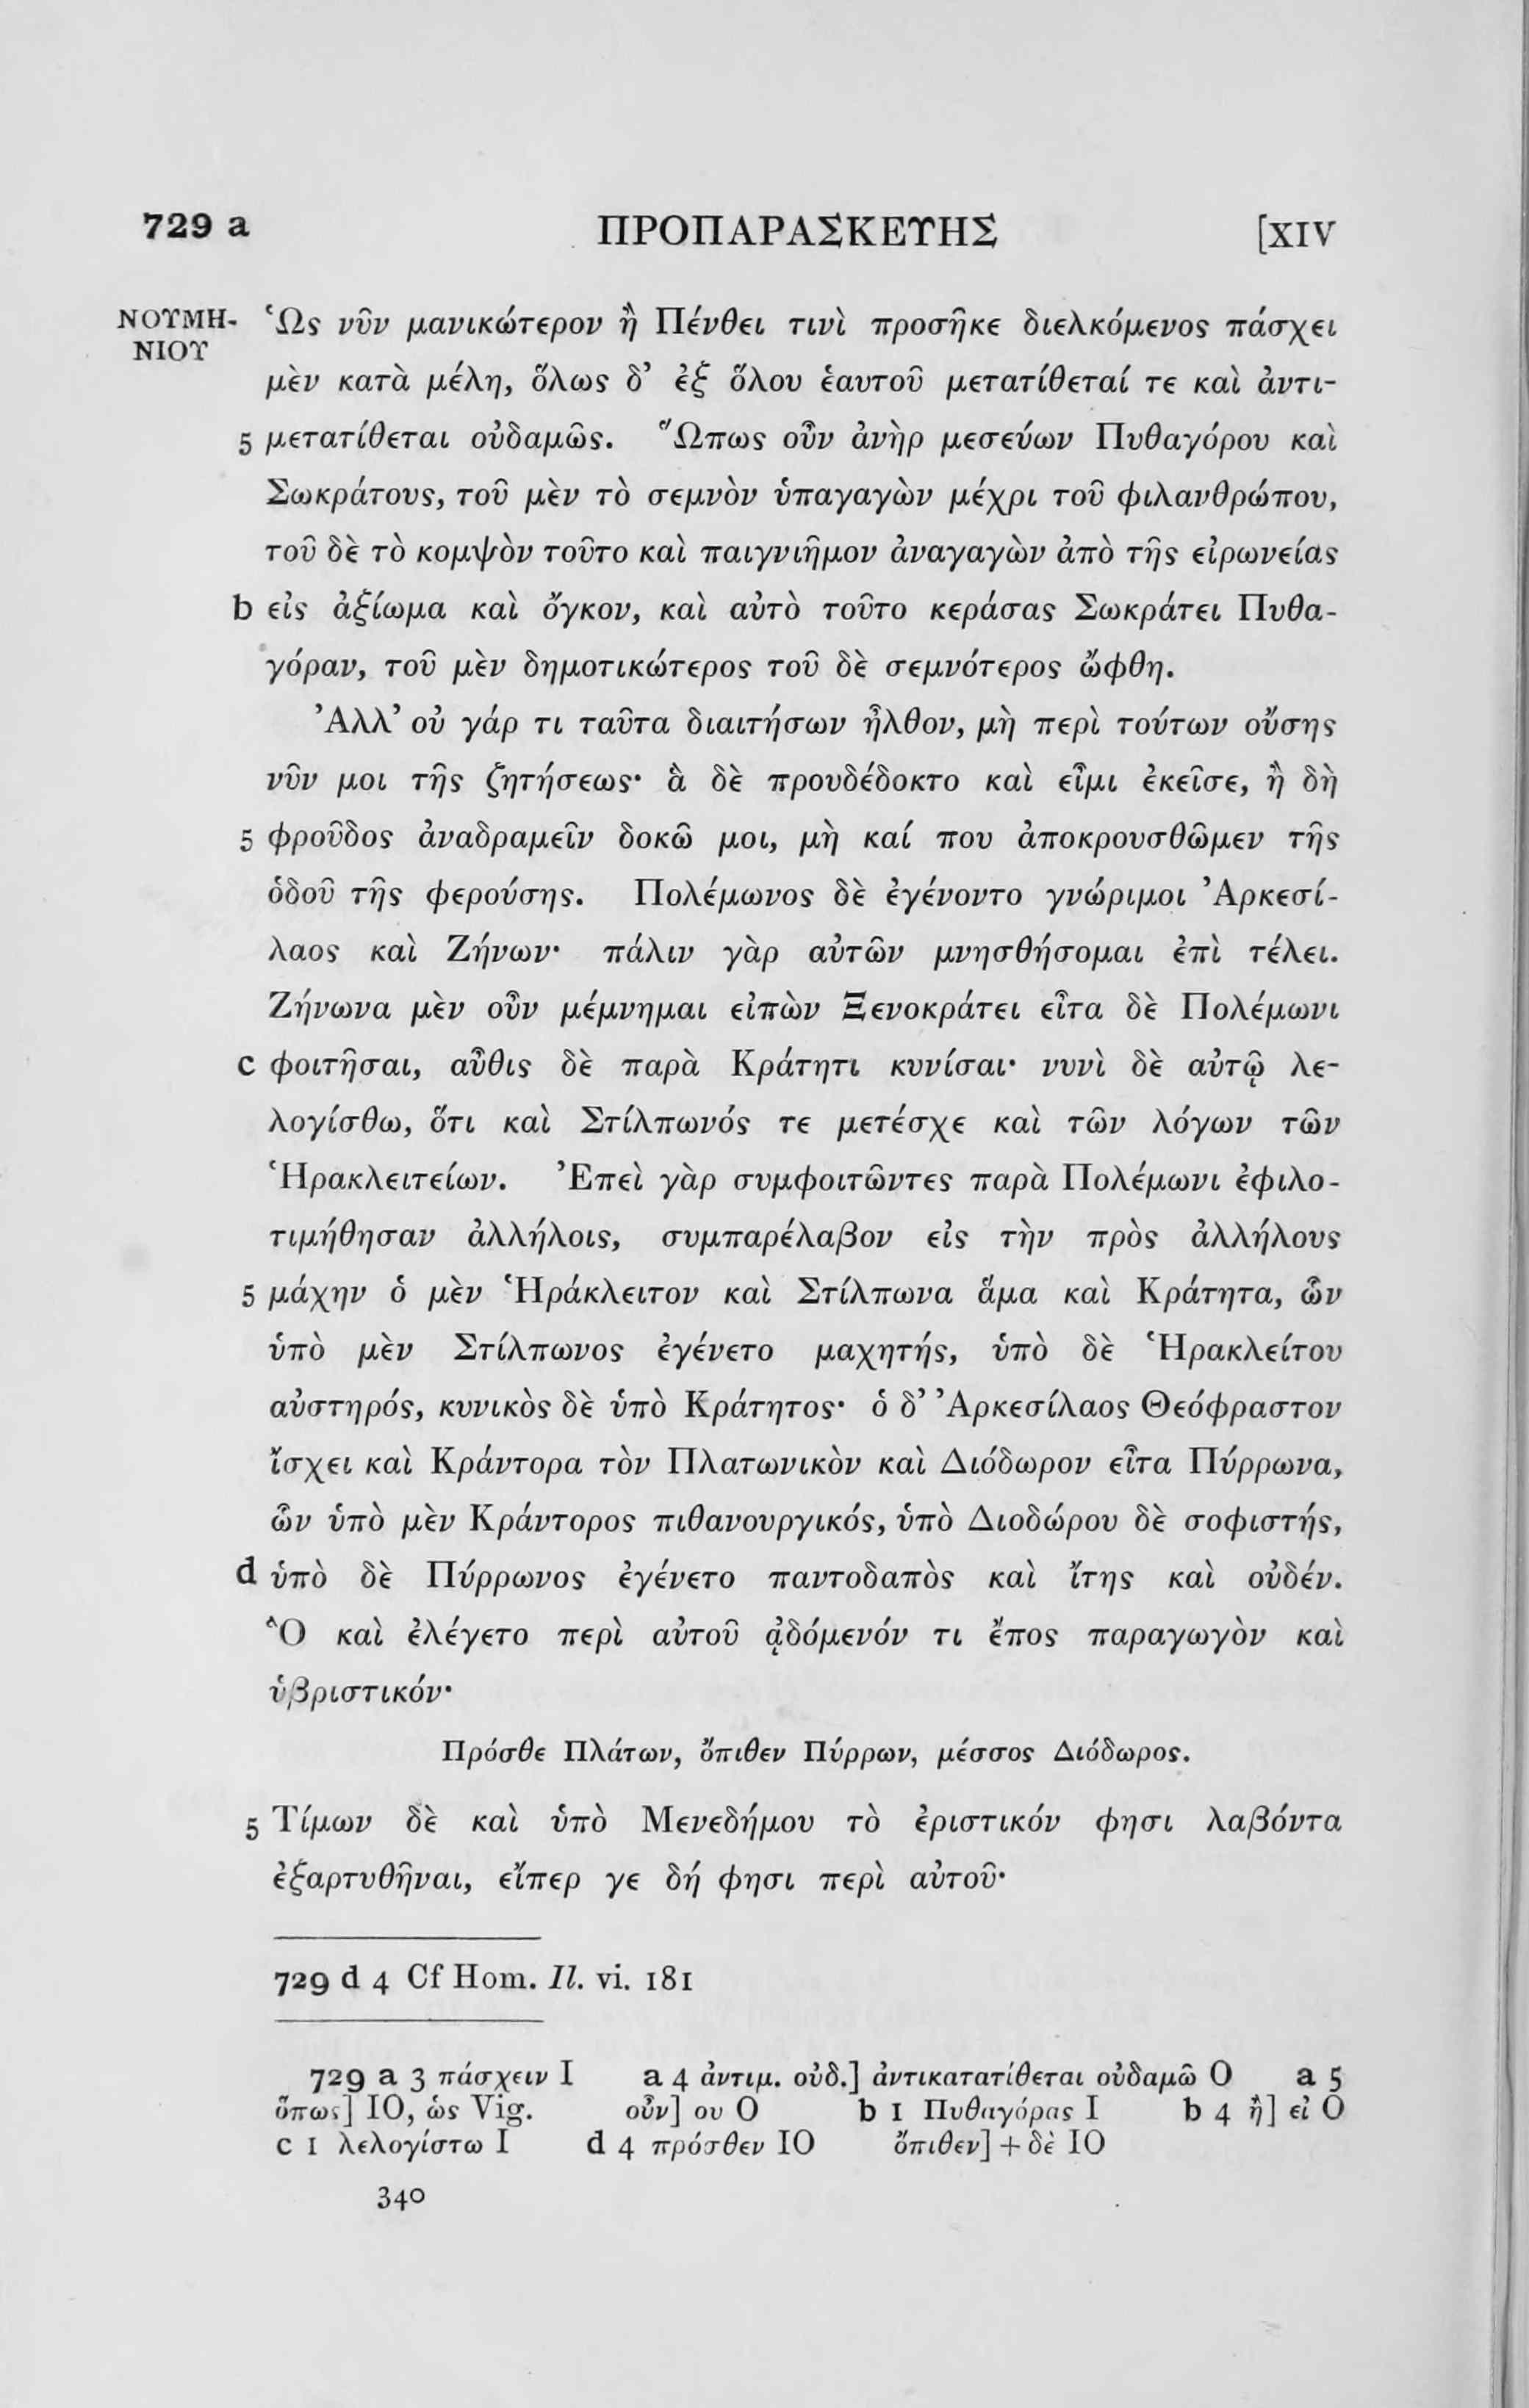 729 a ΠΡΟΠΑΡΑΣΚΕΥΗΣ [XIV
ΝΟΥΜΗ- Ὡς νῦν μανικώτερον ἢ Πένθει τινὶ προσῆκε διελκόμενος πάσχει
ΝΙΟΥ
μὲν κατὰ μέλη, ὅλως δ’ ἐξ ὅλου ἑαυτοῦ μετατίθεταί τε καὶ ἀντι-
5 μετατίθεται οὐδαμῶς. Ὥπως οὖν ἀνὴρ μεσεύων Πυθαγόρου καὶ
Σωκράτους, τοῦ μὲν τὸ σεμνὸν ὑπαγαγὼν μέχρι τοῦ φιλανθρώπου,
τοῦ δὲ τὸ κομψὸν τοῦτο καὶ παιγνιῆμον ἀναγαγὼν ἀπὸ τῆς εἰρωνείας
b εἰς ἀξίωμα καὶ ὄγκον, καὶ αὐτὸ τοῦτο κεράσας Σωκράτει Πυθα-
γόραν, τοῦ μὲν δημοτικώτερος τοῦ δὲ σεμνότερος ὤφθη.
Ἀλλ’ οὐ γάρ τι ταῦτα διαιτήσων ἦλθον, μὴ περὶ τούτων οὔσης
νῦν μοι τῆς ζητήσεως· ἃ δὲ προυδέδοκτο καὶ εἶμι ἐκεῖσε, ἢ δὴ
5 φροῦδος ἀναδραμεῖν δοκῶ μοι, μὴ καί που ἀποκρουσθῶμεν τῆς
ὁδοῦ τῆς φερούσης. Πολέμωνος δὲ ἐγένοντο γνώριμοι Ἀρκεσί-
λαος καὶ Ζήνων· πάλιν γὰρ αὐτῶν μνησθήσομαι ἐπὶ τέλει.
Ζήνωνα μὲν οὖν μέμνημαι εἰπὼν Ξενοκράτει εἶτα δὲ Πολέμωνι
c φοιτῆσαι, αὖθις δὲ παρὰ Κράτητι κυνίσαι· νυνὶ δὲ αὐτῷ λε-
λογίσθω, ὅτι καὶ Στίλπωνός τε μετέσχε καὶ τῶν λόγων τῶν
Ἡρακλειτείων. Ἐπεὶ γὰρ συμφοιτῶντες παρὰ Πολέμωνι ἐφιλο-
τιμήθησαν ἀλλήλοις, συμπαρέλαβον εἰς τὴν πρὸς ἀλλήλους
5 μάχην ὁ μὲν Ἡράκλειτον καὶ Στίλπωνα ἅμα καὶ Κράτητα, ὧν
ὑπὸ μὲν Στίλπωνος ἐγένετο μαχητής, ὑπὸ δὲ Ἡρακλείτου
αὐστηρός, κυνικὸς δὲ ὑπὸ Κράτητος· ὁ δ’ Ἀρκεσίλαος Θεόφραστον
ἴσχει καὶ Κράντορα τὸν Πλατωνικὸν καὶ Διόδωρον εἶτα Πύρρωνα,
ὧν ὑπὸ μὲν Κράντορος πιθανουργικός, ὑπὸ Διοδώρου δὲ σοφιστής,
d ὑπὸ δὲ Πύρρωνος ἐγένετο παντοδαπὸς καὶ ἴτης καὶ οὐδέν.
Ὃ καὶ ἐλέγετο περὶ αὐτοῦ ᾀδόμενόν τι ἔπος παραγωγὸν καὶ
ὑβριστικόν·
Πρόσθε Πλάτων, ὄπιθεν Πύρρων, μέσσος Διόδωρος.
5 Τίμων δὲ καὶ ὑπὸ Μενεδήμου τὸ ἐριστικόν φησι λαβόντα
ἐξαρτυθῆναι, εἴπερ γε δή φησι περὶ αὐτοῦ·
729 d 4 Cf Hom. Il. vi. 181
729 a 3 πάσχειν I a 4 ἀντιμ. οὐδ.] ἀντικατατίθεται οὐδαμῶ O a 5
ὅπως] IO, ὡς Vig. οὖν] ου O b 1 Πυθαγόρας I b 4 ἢ] εἰ O
c 1 λελογίστω I d 4 πρόσθεν IO ὄπιθεν] + δὲ IO
340